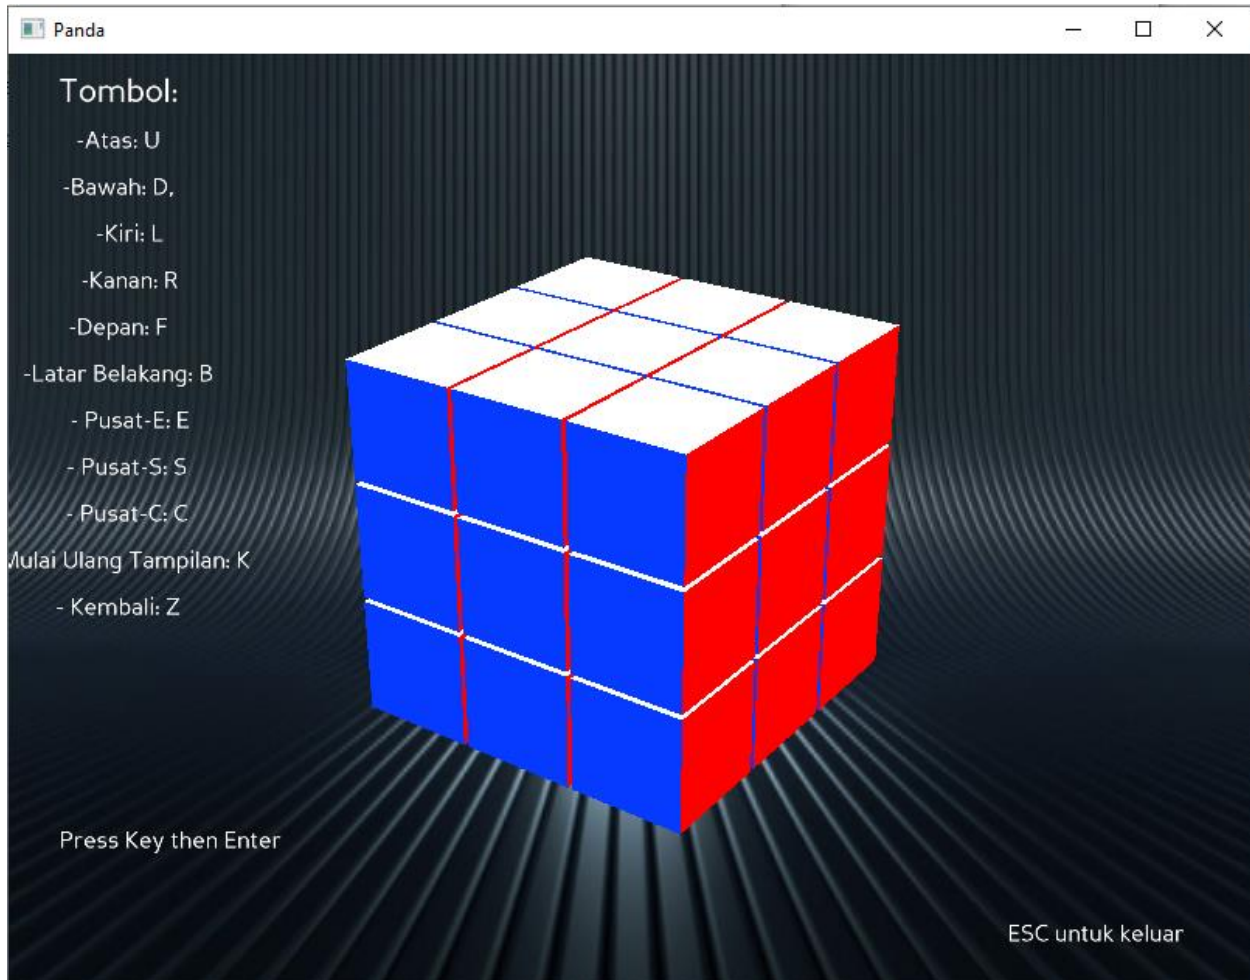 Panda
Tombol:
-Atas: U
-Bawah: D,
-Kiri: L
-Kanan: R
-Depan: F
-Latar Belakang: B
- Pusat-E: E
- Pusat-S: S
- Pusat-C: C
Mulai Ulang Tampilan: K
- Kembali: Z
Press Key then Enter
ESC untuk keluar